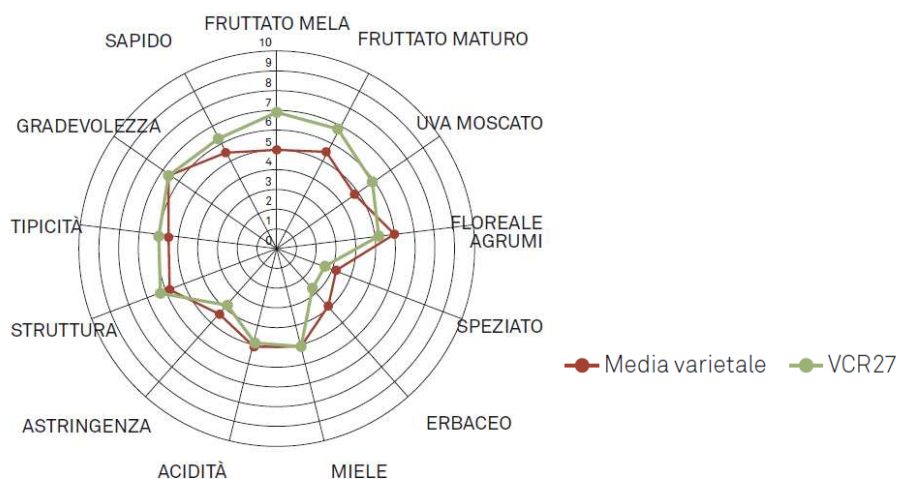 FRUTTATO MELA
FRUTTATO MATURO
UVA MOSCATO
FLOREALE
AGRUMI
SPEZIATO
ERBACEO
MIELE
ACIDITÀ
ASTRINGENZA
STRUTTURA
TIPICITÀ
GRADEVOLEZZA
SAPIDO
10
9
8
7
6
5
4
3
2
1
0
Media varietale
VCR27